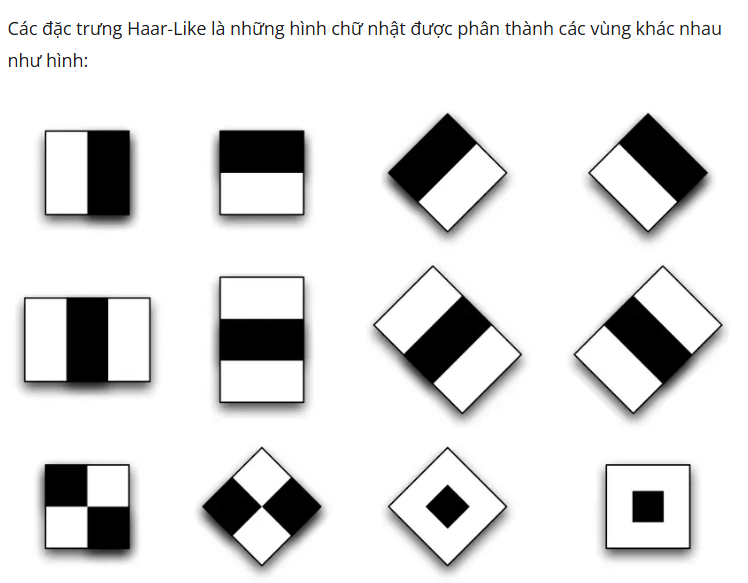 Các đặc trưng Haar-Like là những hình chữ nhật được phân thành các vùng khác nhau
như hình: